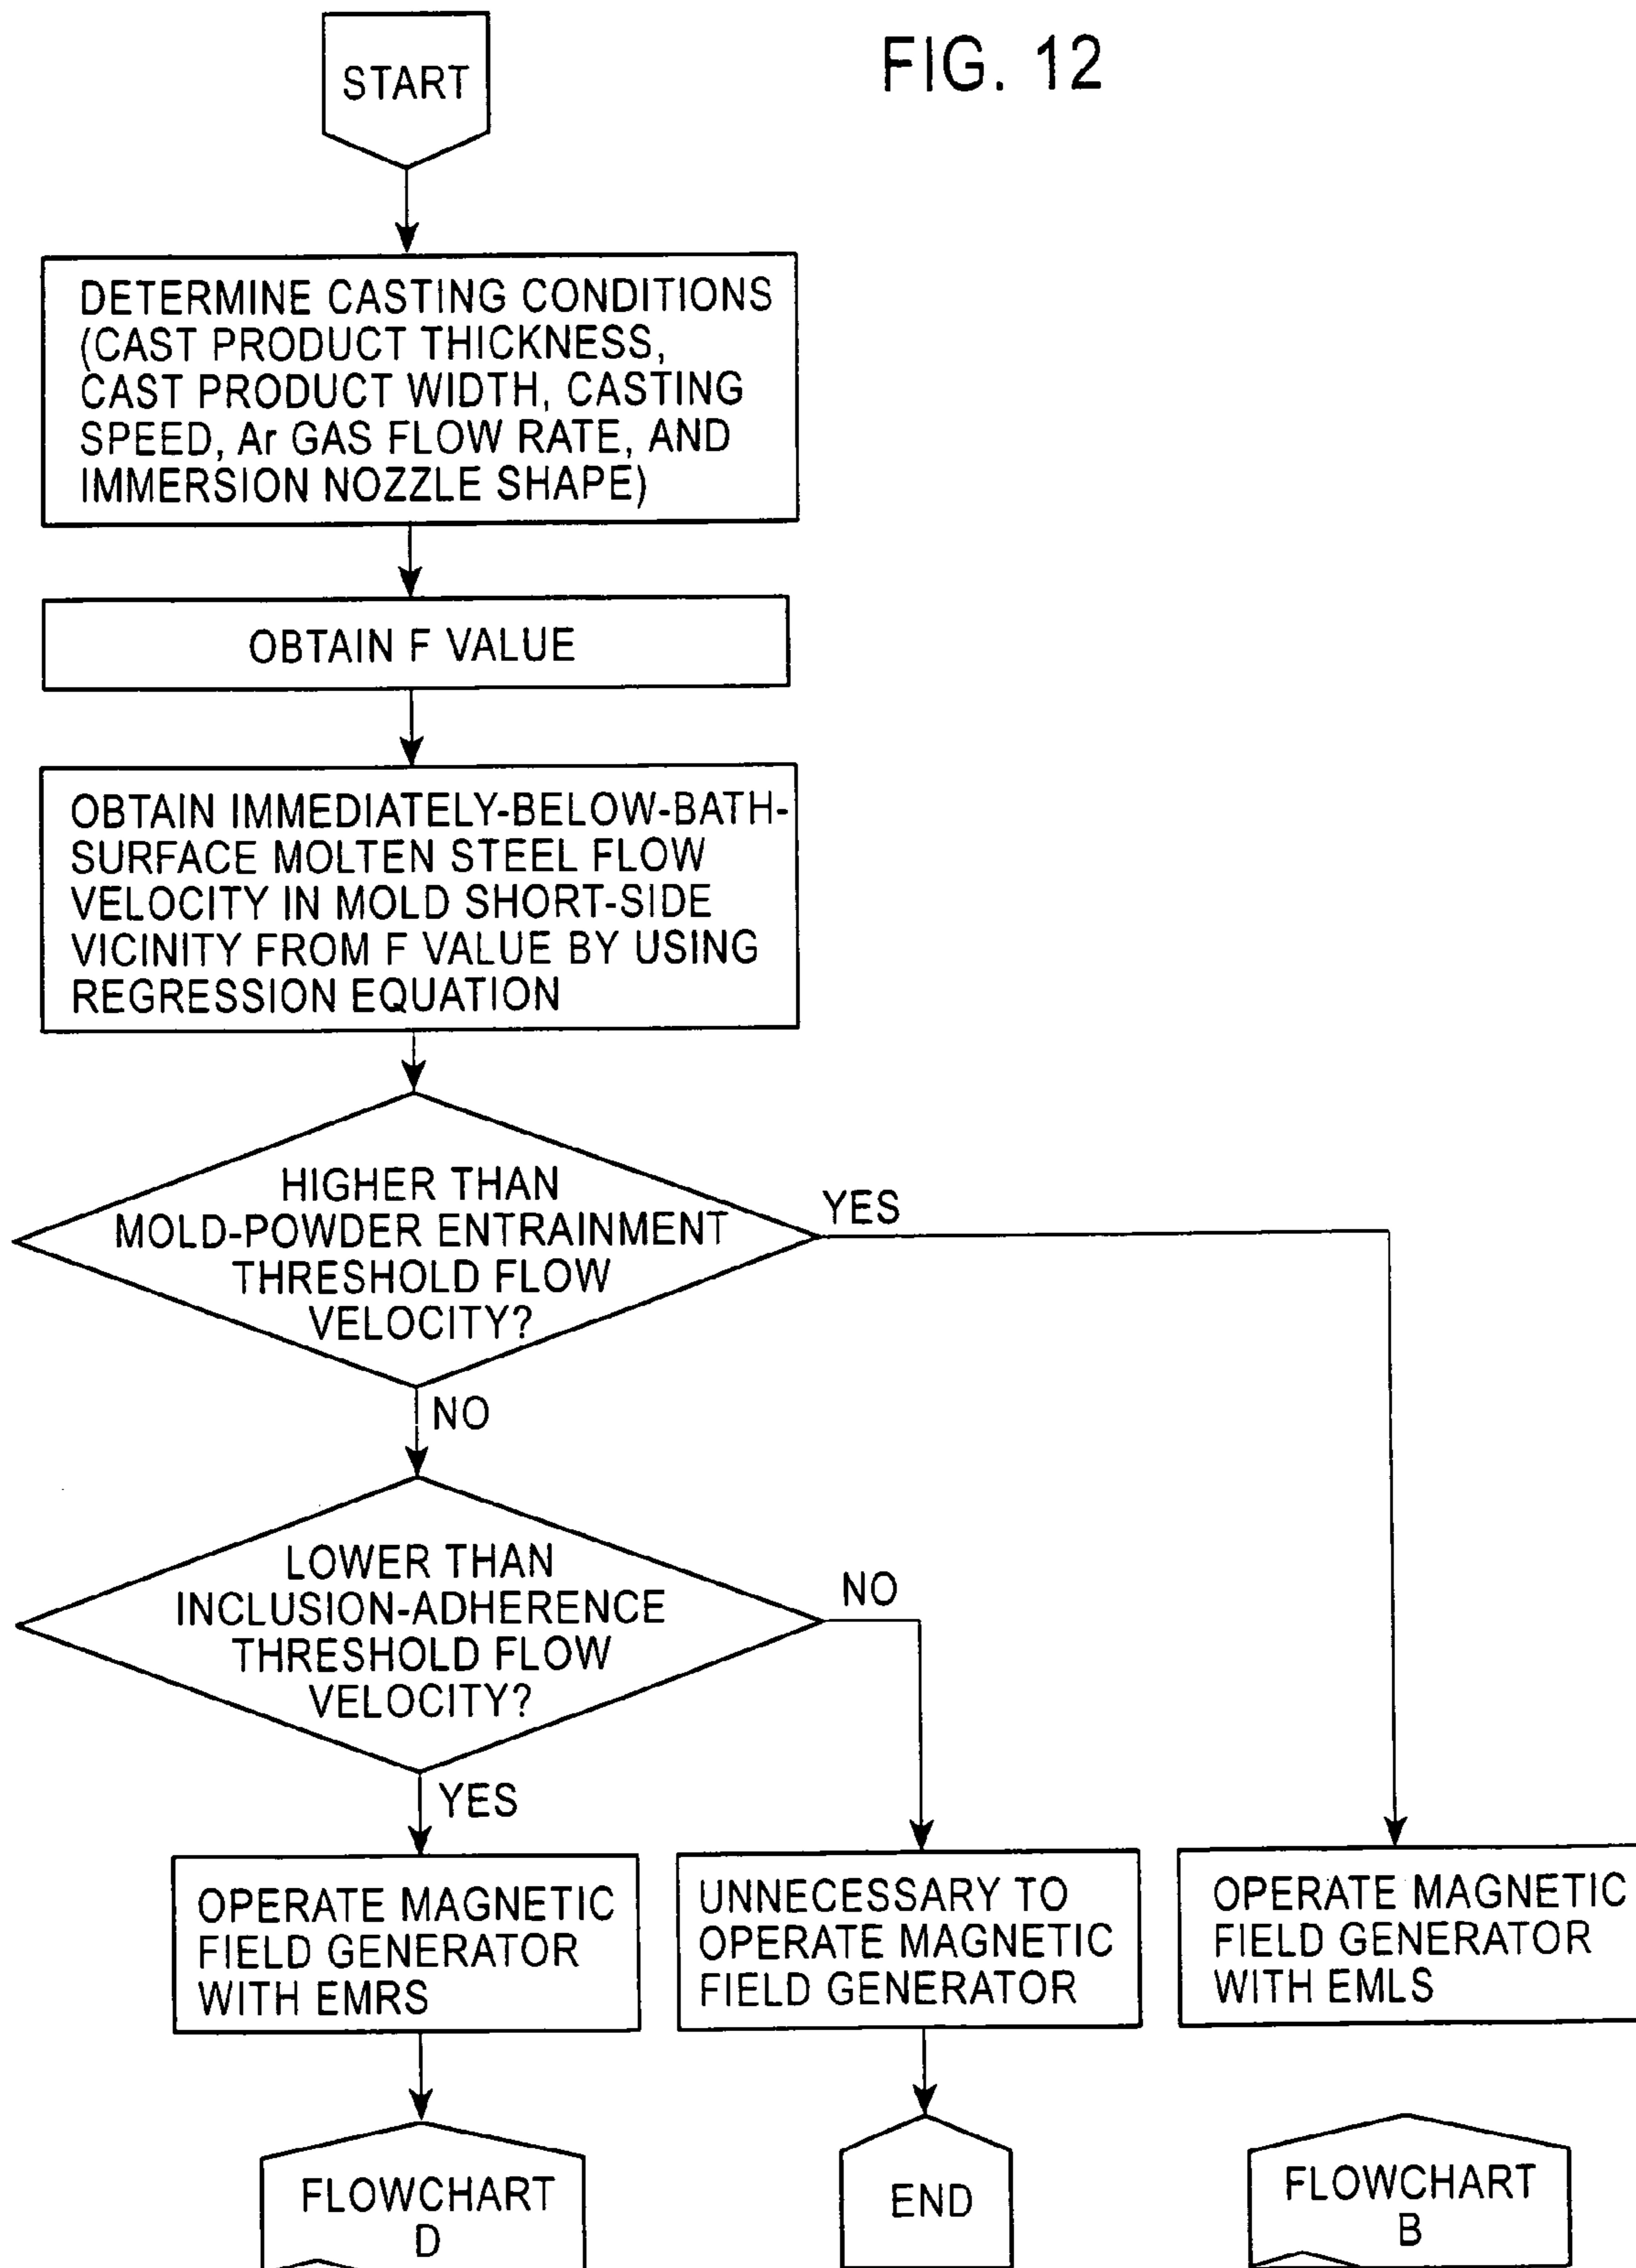 FIG. 12
START
DETERMINE CASTING CONDITIONS
(CAST PRODUCT THICKNESS,
CAST PRODUCT WIDTH, CASTING
SPEED, Ar GAS FLOW RATE, AND
IMMERSION NOZZLE SHAPE)
OBTAIN F VALUE
OBTAIN IMMEDIATELY-BELOW-BATH-
SURFACE MOLTEN STEEL FLOW
VELOCITY IN MOLD SHORT-SIDE
VICINITY FROM F VALUE BY USING
REGRESSION EQUATION
HIGHER THAN
MOLD-POWDER ENTRAINMENT
THRESHOLD FLOW
VELOCITY?
YES
NO
LOWER THAN
INCLUSION-ADHERENCE
THRESHOLD FLOW
VELOCITY?
NO
YES
OPERATE MAGNETIC
FIELD GENERATOR
WITH EMRS
UNNECESSARY TO
OPERATE MAGNETIC
FIELD GENERATOR
OPERATE MAGNETIC
FIELD GENERATOR
WITH EMLS
FLOWCHART
D
END
FLOWCHART
B